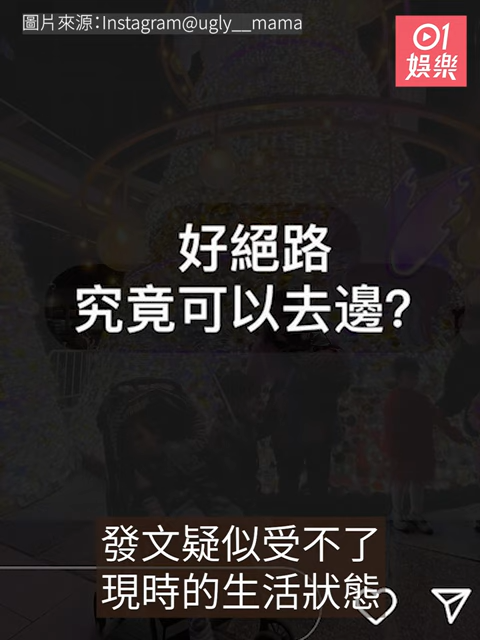 圖片來源:Instagram@ugly__mama
01
娛樂
好絕路
究竟可以去邊?
發文疑似受不了
現時的生活狀態